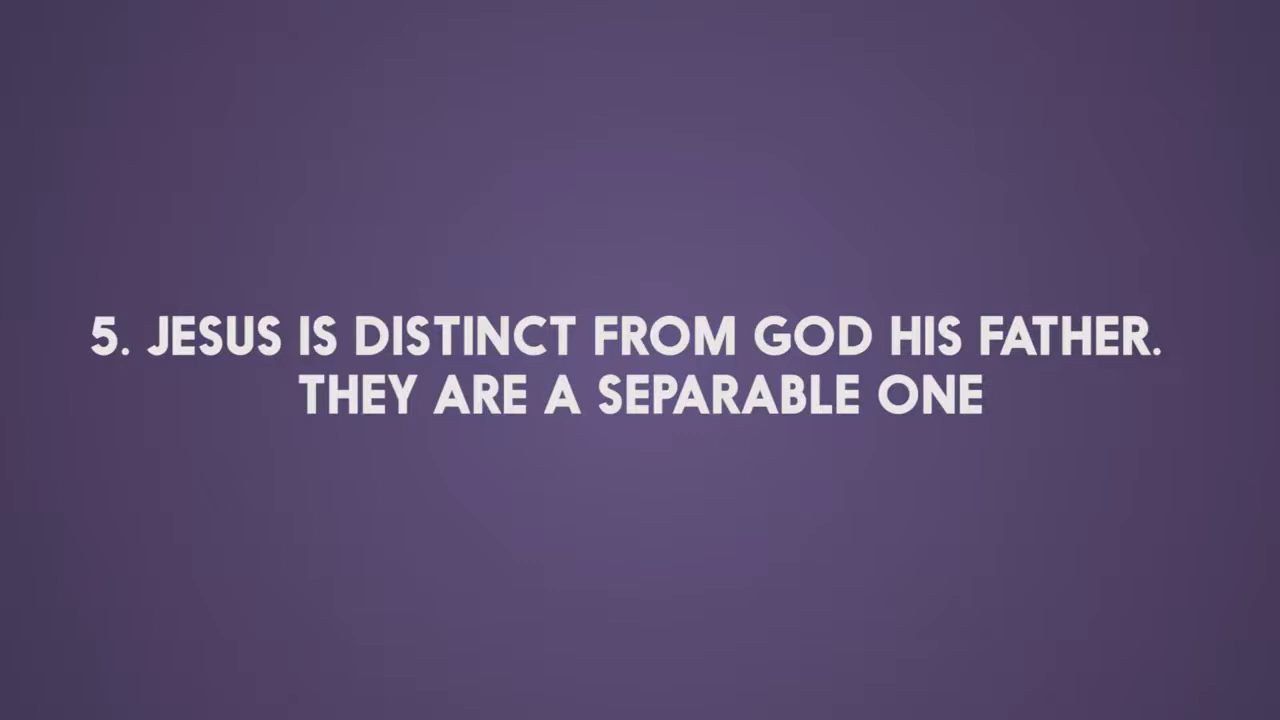 5. JESUS IS DISTINCT FROM GOD HIS FATHER.
THEY ARE A SEPARABLE ONE